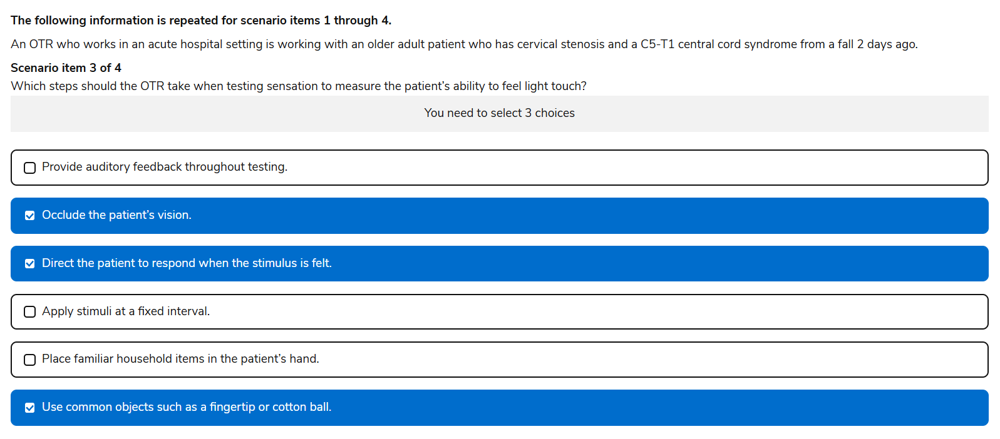 The following information is repeated for scenario items 1 through 4.
An OTR who works in an acute hospital setting is working with an older adult patient who has cervical stenosis and a C5-T1 central cord syndrome from a fall 2 days ago.
Scenario item 3 of 4
Which steps should the OTR take when testing sensation to measure the patient’s ability to feel light touch?
You need to select 3 choices
Provide auditory feedback throughout testing.
Occlude the patient’s vision.
Direct the patient to respond when the stimulus is felt.
Apply stimuli at a fixed interval.
Place familiar household items in the patient’s hand.
Use common objects such as a fingertip or cotton ball.